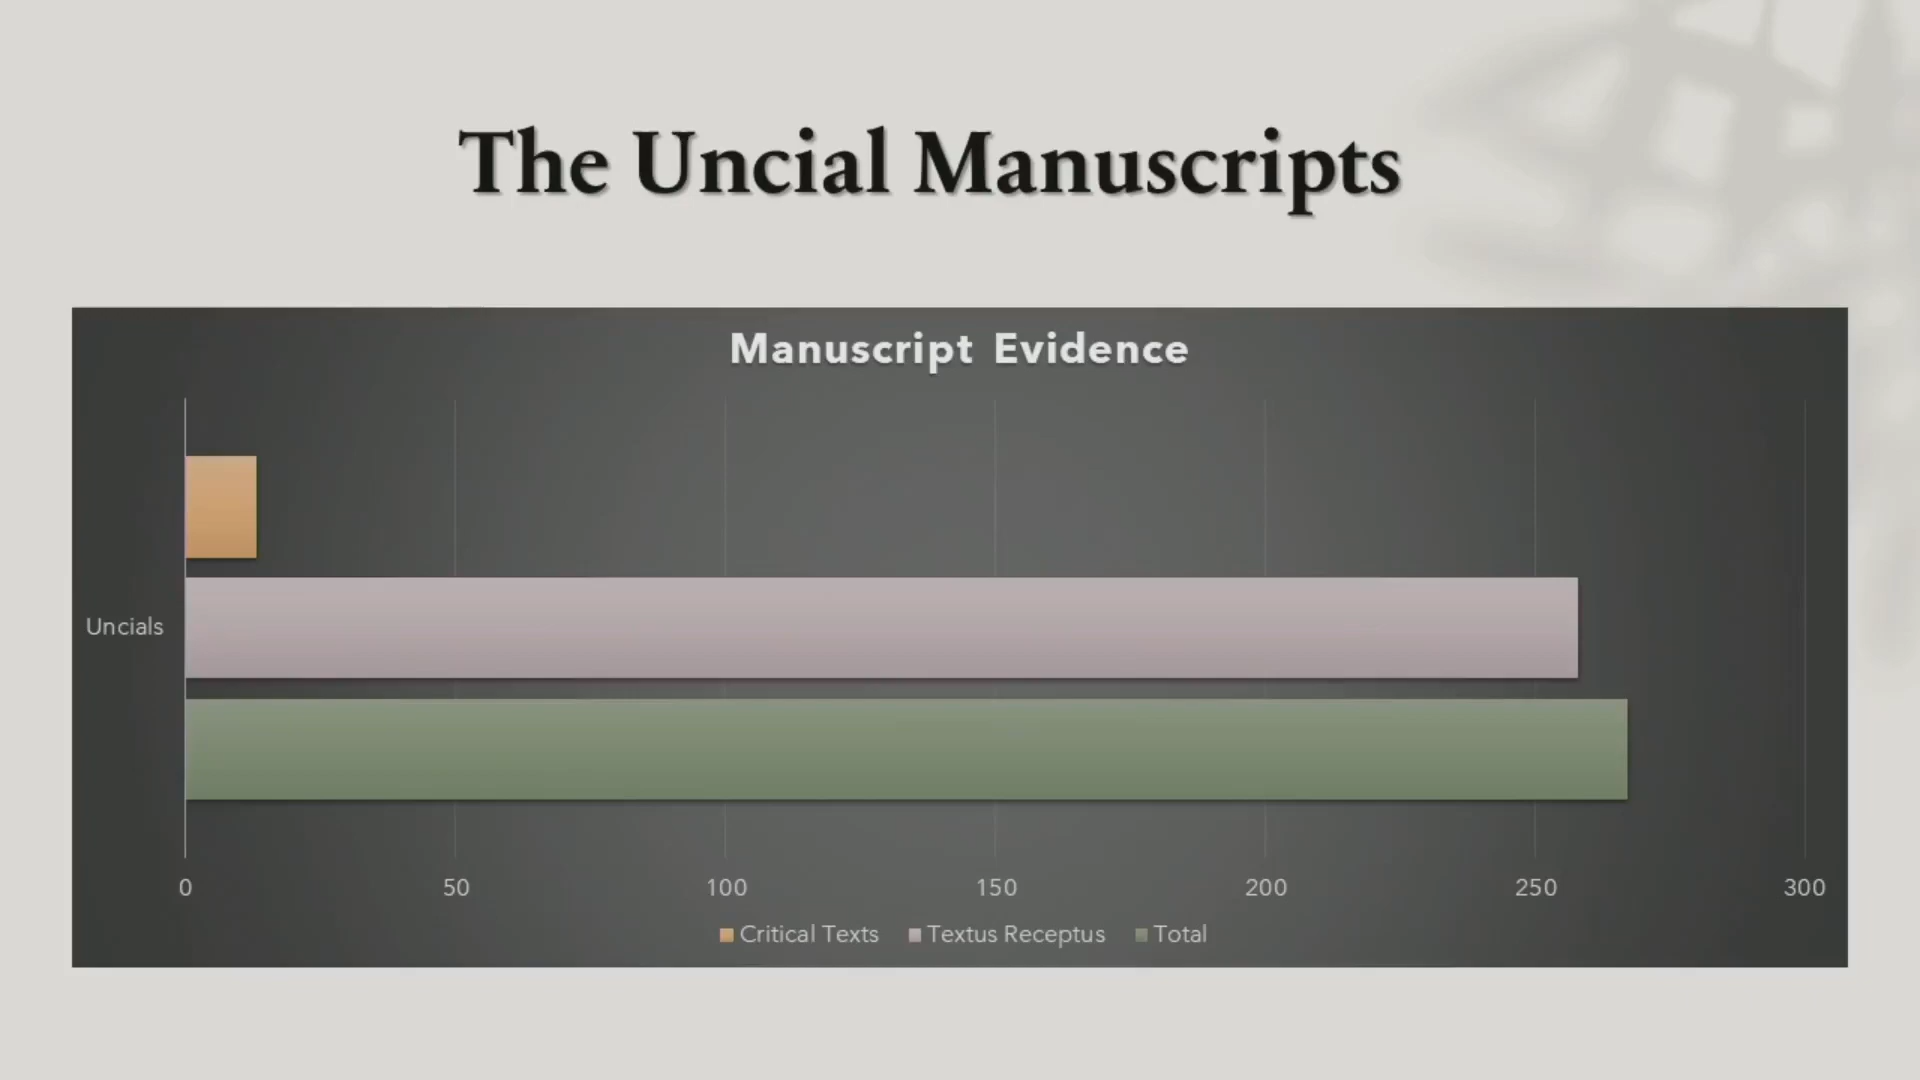 The Uncial Manuscripts
Manuscript Evidence
Uncials
0 50 100 150 200 250 300
Critical Texts Textus Receptus Total